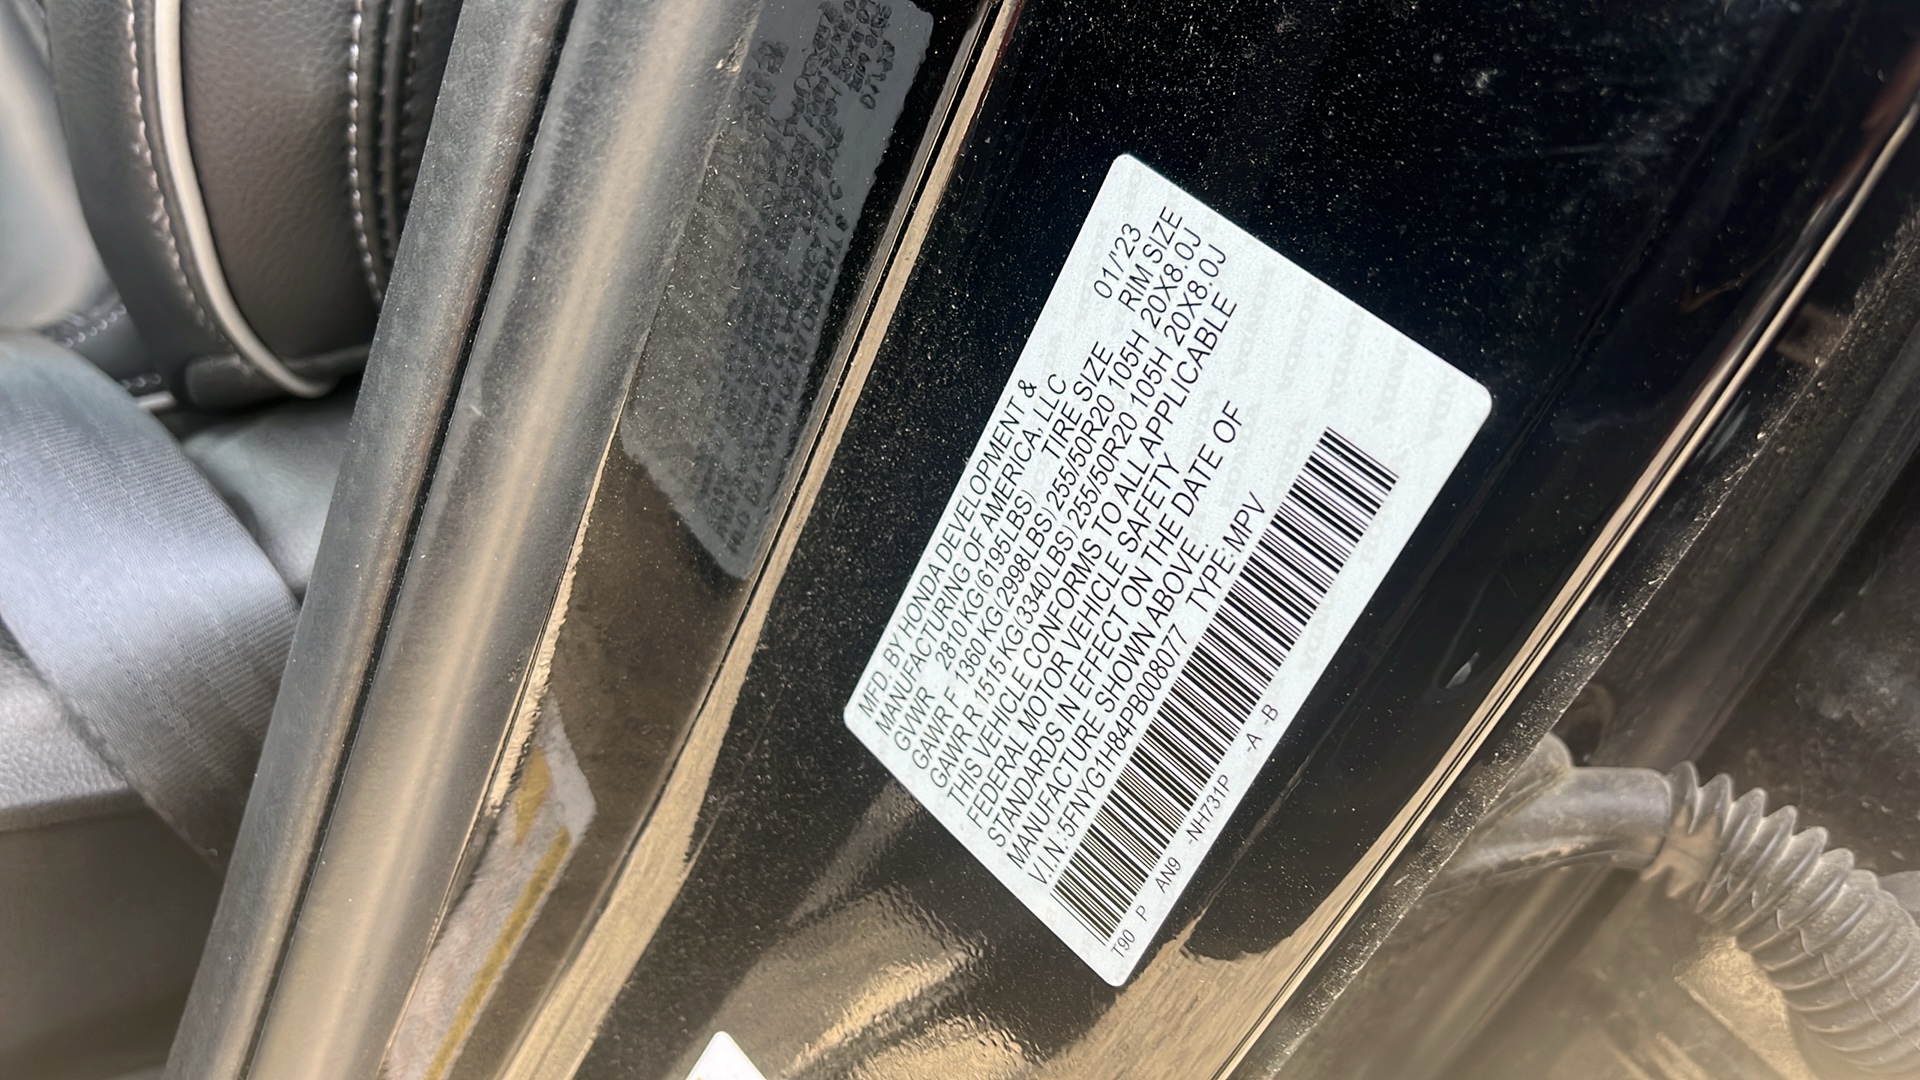 MFD. BY HONDA DEVELOPMENT &
MANUFACTURING OF AMERICA, LLC 01/'23
GVWR 2810KG(6195LBS) TIRE SIZE RIM SIZE
GAWR F 1360KG(2998LBS) 255/50R20 105H 20X8.0J
GAWR R 1515KG(3340LBS) 255/50R20 105H 20X8.0J
THIS VEHICLE CONFORMS TO ALL APPLICABLE
FEDERAL MOTOR VEHICLE SAFETY
STANDARDS IN EFFECT ON THE DATE OF
MANUFACTURE SHOWN ABOVE.
V.I.N.:5FNYG1H84PB008077 TYPE:MPV
T90 P AN9 -NH731P -A -B